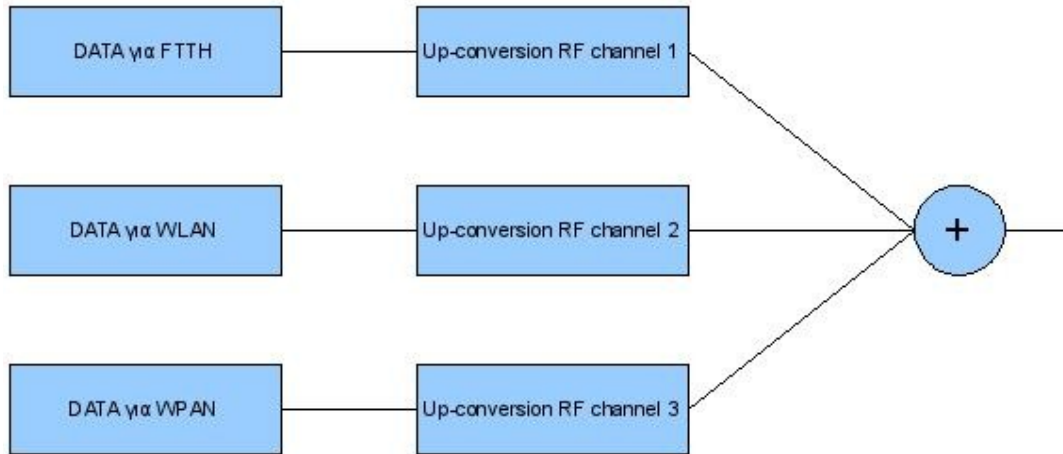 DATA για FTTH
Up-conversion RF channel 1
DATA για WLAN
Up-conversion RF channel 2
+
DATA για WPAN
Up-conversion RF channel 3